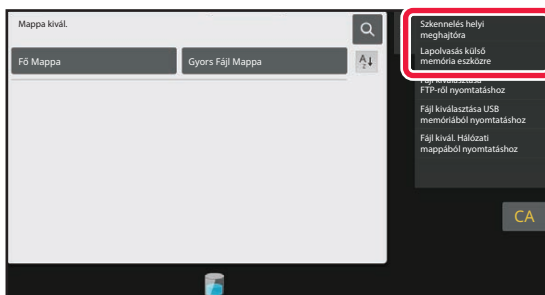 Mappa kivál.
Fő Mappa
Gyors Fájl Mappa
Szkennelés helyi
meghajtóra
Lapolvasás külső
memória eszközre
Fájl kiválasztása
FTP-ről nyomtatáshoz
Fájl kiválasztása USB
memóriából nyomtatáshoz
Fájl kivál. Hálózati
mappából nyomtatáshoz
CA